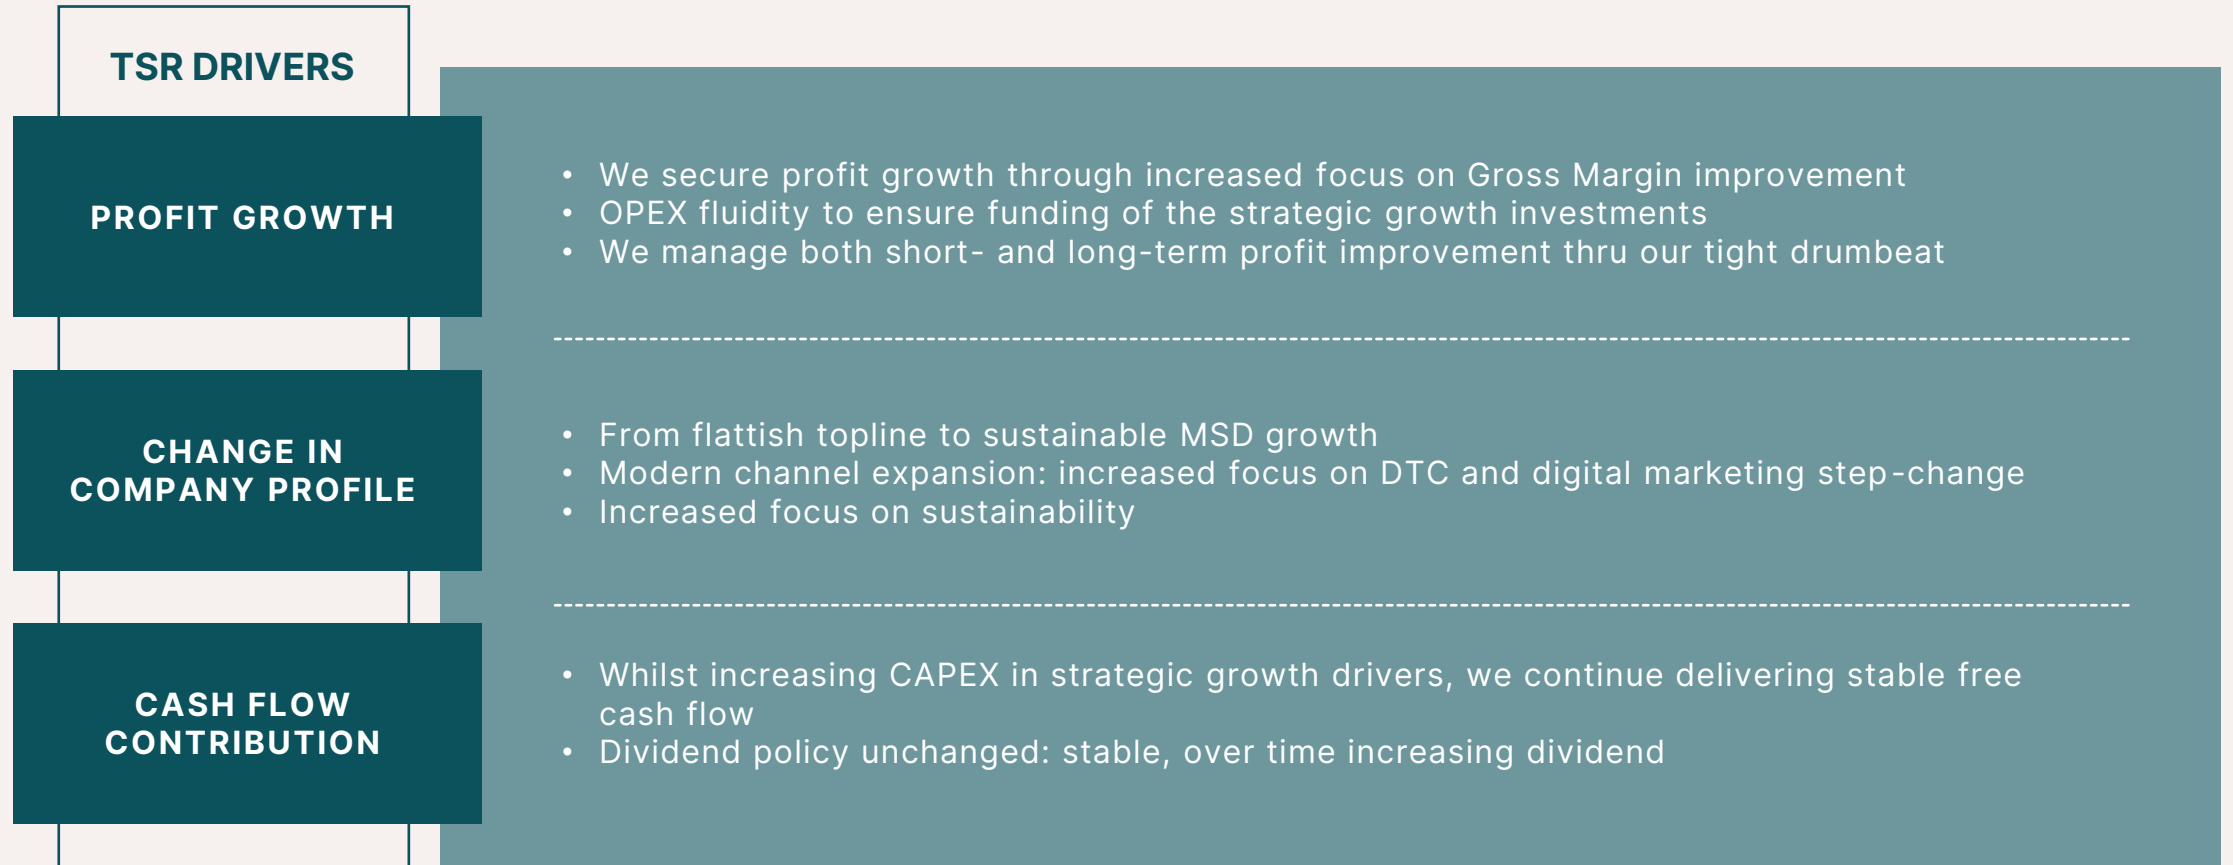 TSR DRIVERS
PROFIT GROWTH
• We secure profit growth through increased focus on Gross Margin improvement
• OPEX fluidity to ensure funding of the strategic growth investments
• We manage both short- and long-term profit improvement thru our tight drumbeat
CHANGE IN
COMPANY PROFILE
• From flattish topline to sustainable MSD growth
• Modern channel expansion: increased focus on DTC and digital marketing step-change
• Increased focus on sustainability
CASH FLOW
CONTRIBUTION
• Whilst increasing CAPEX in strategic growth drivers, we continue delivering stable free
cash flow
• Dividend policy unchanged: stable, over time increasing dividend